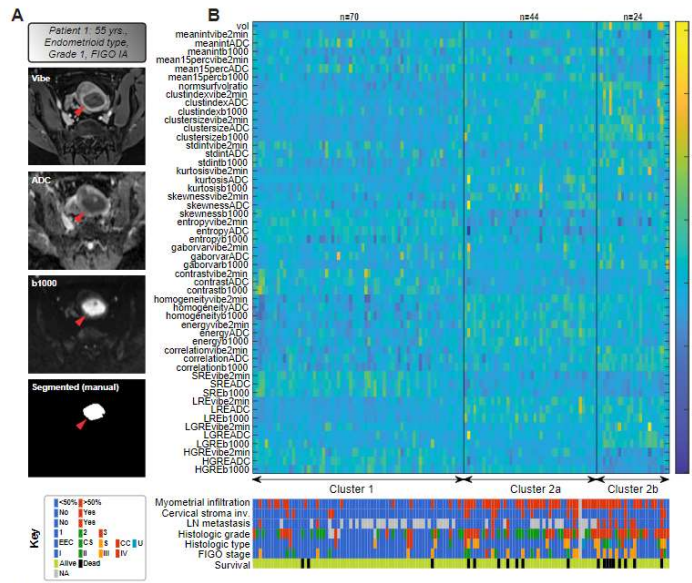 A
B
Patient 1: 55 yrs.,
Endometrioid type,
Grade 1, FIGO IA
Vibe
ADC
b1000
Segmented (manual)
n=70
n=44
n=24
vol
meanintvibe2min
meanintADC
meanintb1000
mean15percvibe2min
mean15percADC
mean15percb1000
normsurfvolratio
clustindexvibe2min
clustindexADC
clustindexb1000
clustersizevibe2min
clustersizeADC
clustersizeb1000
stdintvibe2min
stdintADC
stdintb1000
kurtosisvibe2min
kurtosisADC
kurtosisb1000
skewnessvibe2min
skewnessADC
skewnessb1000
entropyvibe2min
entropyADC
entropyb1000
gaborvarvibe2min
gaborvarADC
gaborvarb1000
contrastvibe2min
contrastADC
contrastb1000
homogeneityvibe2min
homogeneityADC
homogeneityb1000
energyvibe2min
energyADC
energyb1000
correlationvibe2min
correlationADC
correlationb1000
SREvibe2min
SREADC
SREb1000
LREvibe2min
LREADC
LREb1000
LGREvibe2min
LGREADC
LGREb1000
HGREvibe2min
HGREADC
HGREb1000
Cluster 1
Cluster 2a
Cluster 2b
Myometrial infiltration
Cervical stroma inv.
LN metastasis
Histologic grade
Histologic type
FIGO stage
Survival
Key
<50% >50%
No Yes
No Yes
1 2 3
EEC CS S CC U
I II III IV
Alive Dead
NA